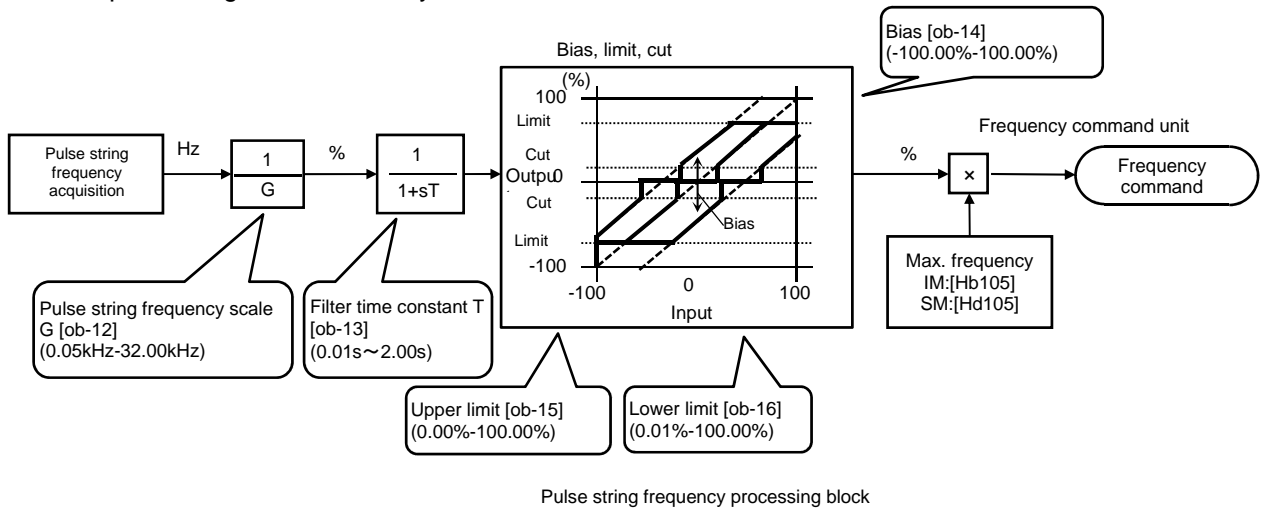 Bias [ob-14]
(-100.00%-100.00%)
Bias, limit, cut
(%)
100
Limit
Cut
Outpu0
Cut
Limit
-100
Bias
-100
0
100
Input
Pulse string
frequency
acquisition
Hz
1
G
%
1
1+sT
%
×
Frequency command unit
Frequency
command
Max. frequency
IM:[Hb105]
SM:[Hd105]
Pulse string frequency scale
G [ob-12]
(0.05kHz-32.00kHz)
Filter time constant T
[ob-13]
(0.01s～2.00s)
Upper limit [ob-15]
(0.00%-100.00%)
Lower limit [ob-16]
(0.01%-100.00%)
Pulse string frequency processing block